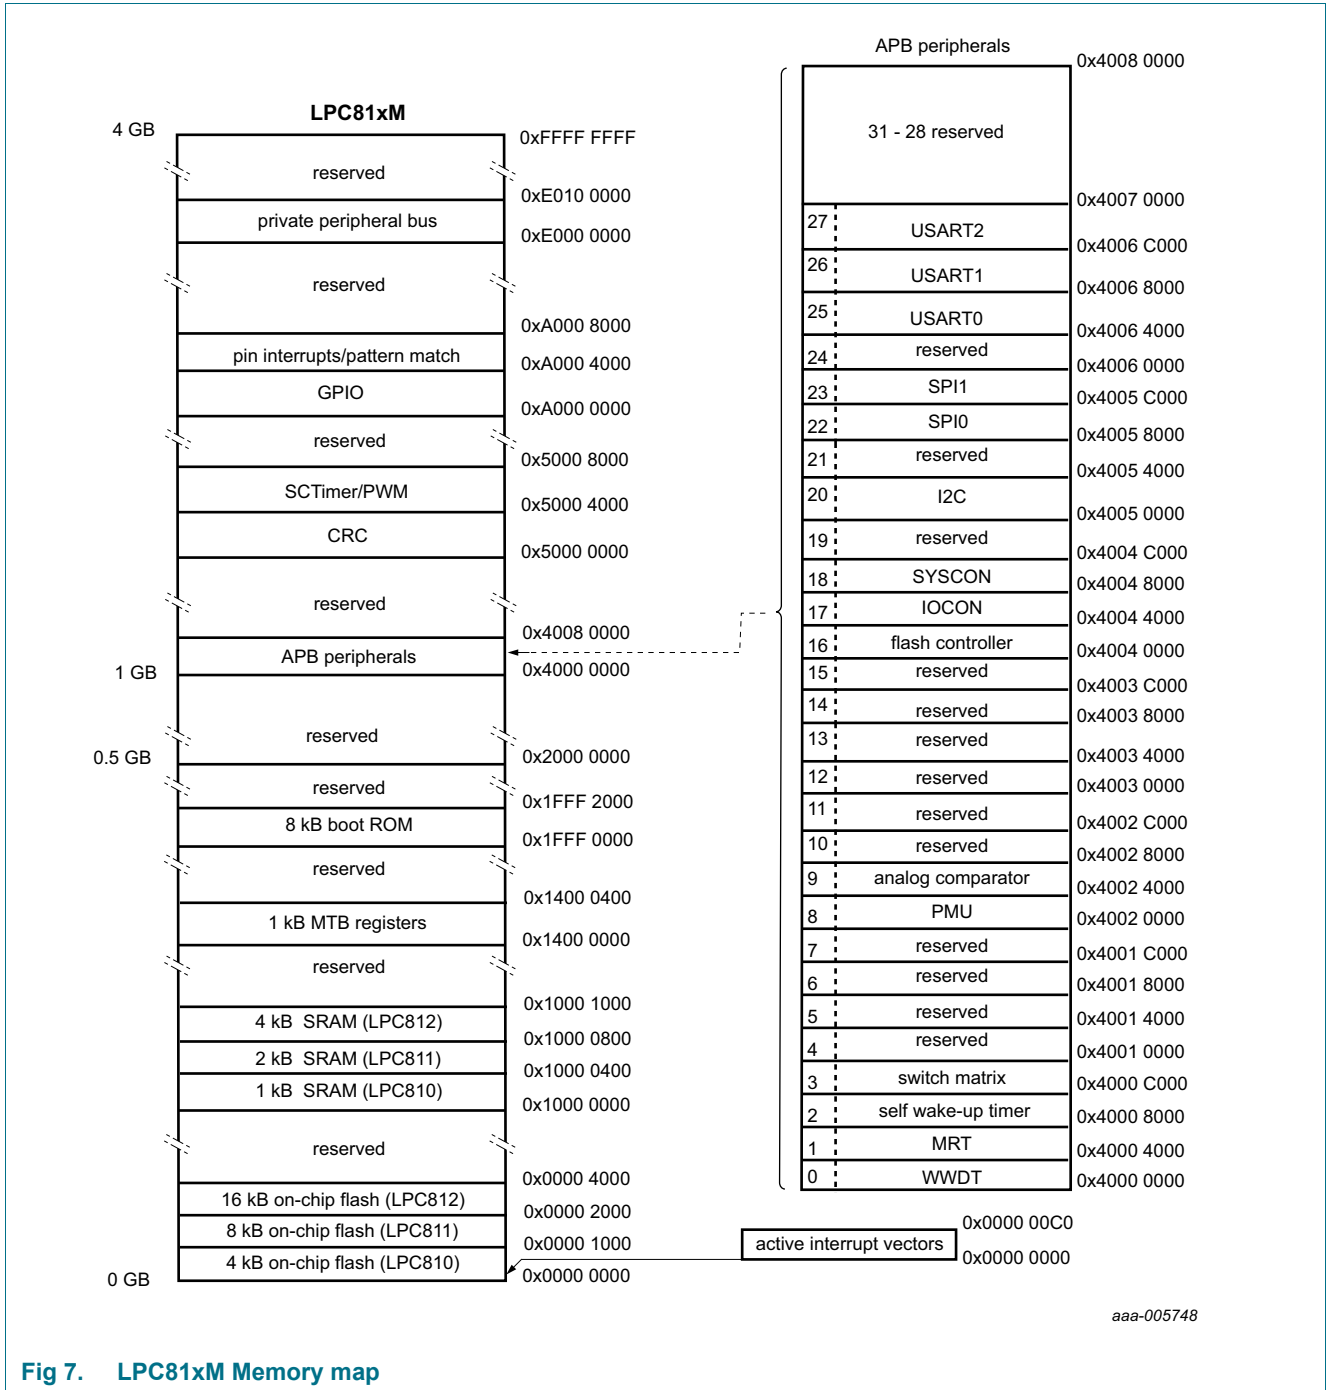 LPC81xM
4 GB
0xFFFF FFFF
reserved
0xE010 0000
private peripheral bus
0xE000 0000
reserved
0xA000 8000
pin interrupts/pattern match
0xA000 4000
GPIO
0xA000 0000
reserved
0x5000 8000
SCTimer/PWM
0x5000 4000
CRC
0x5000 0000
reserved
0x4008 0000
APB peripherals
0x4000 0000
1 GB
reserved
0x2000 0000
0.5 GB
reserved
0x1FFF 2000
8 kB boot ROM
0x1FFF 0000
reserved
0x1400 0400
1 kB MTB registers
0x1400 0000
reserved
0x1000 1000
4 kB SRAM (LPC812)
0x1000 0800
2 kB SRAM (LPC811)
0x1000 0400
1 kB SRAM (LPC810)
0x1000 0000
reserved
0x0000 4000
16 kB on-chip flash (LPC812)
0x0000 2000
8 kB on-chip flash (LPC811)
0x0000 1000
4 kB on-chip flash (LPC810)
0x0000 0000
0 GB
APB peripherals
0x4008 0000
31 - 28 reserved
0x4007 0000
27 USART2
0x4006 C000
26 USART1
0x4006 8000
25 USART0
0x4006 4000
24 reserved
0x4006 0000
23 SPI1
0x4005 C000
22 SPI0
0x4005 8000
21 reserved
0x4005 4000
20 I2C
0x4005 0000
19 reserved
0x4004 C000
18 SYSCON
0x4004 8000
17 IOCON
0x4004 4000
16 flash controller
0x4004 0000
15 reserved
0x4003 C000
14 reserved
0x4003 8000
13 reserved
0x4003 4000
12 reserved
0x4003 0000
11 reserved
0x4002 C000
10 reserved
0x4002 8000
9 analog comparator
0x4002 4000
8 PMU
0x4002 0000
7 reserved
0x4001 C000
6 reserved
0x4001 8000
5 reserved
0x4001 4000
4 reserved
0x4001 0000
3 switch matrix
0x4000 C000
2 self wake-up timer
0x4000 8000
1 MRT
0x4000 4000
0 WWDT
0x4000 0000
0x0000 00C0
active interrupt vectors
0x0000 0000
aaa-005748
Fig 7. LPC81xM Memory map